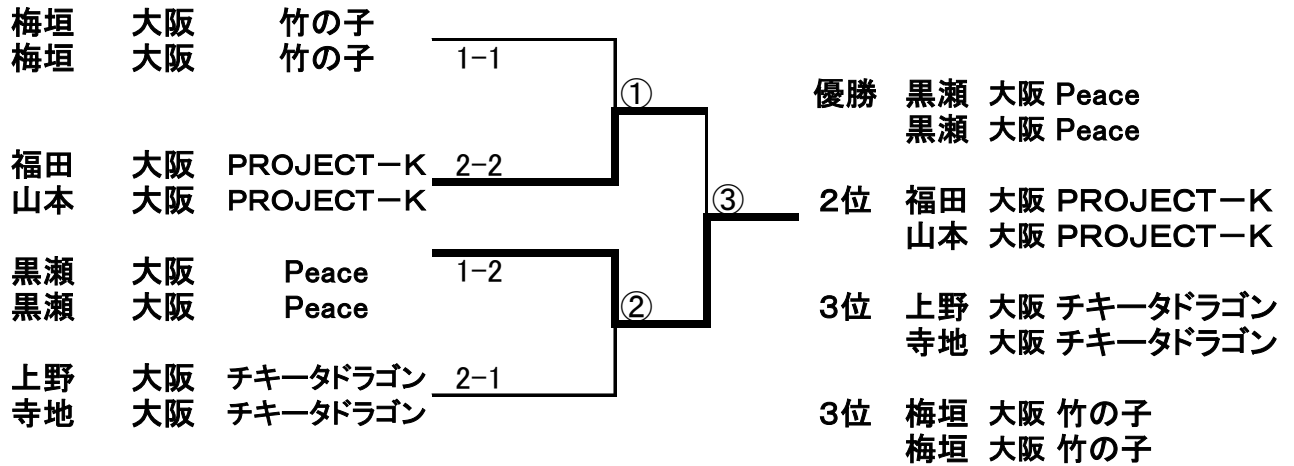 梅垣 大阪 竹の子
梅垣 大阪 竹の子
1-1
①
福田 大阪 PROJECT－K
2-2
山本 大阪 PROJECT－K
③
黒瀬 大阪 Peace
1-2
黒瀬 大阪 Peace
②
上野 大阪 チキータドラゴン
2-1
寺地 大阪 チキータドラゴン
優勝 黒瀬 大阪 Peace
黒瀬 大阪 Peace
２位 福田 大阪 PROJECT－K
山本 大阪 PROJECT－K
３位 上野 大阪 チキータドラゴン
寺地 大阪 チキータドラゴン
３位 梅垣 大阪 竹の子
梅垣 大阪 竹の子